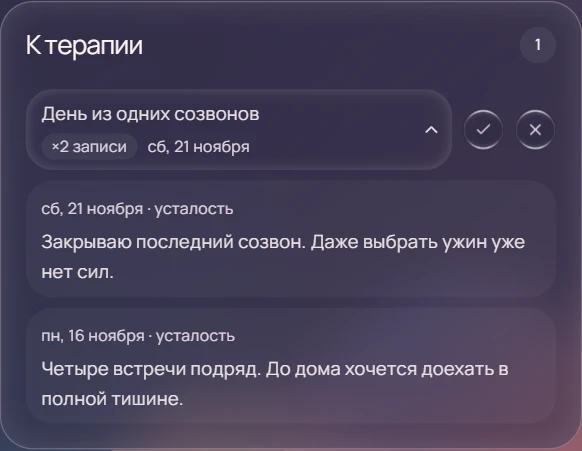 К терапии
1
День из одних созвонов
×2 записи сб, 21 ноября
сб, 21 ноября · усталость
Закрываю последний созвон. Даже выбрать ужин уже
нет сил.
пн, 16 ноября · усталость
Четыре встречи подряд. До дома хочется доехать в
полной тишине.